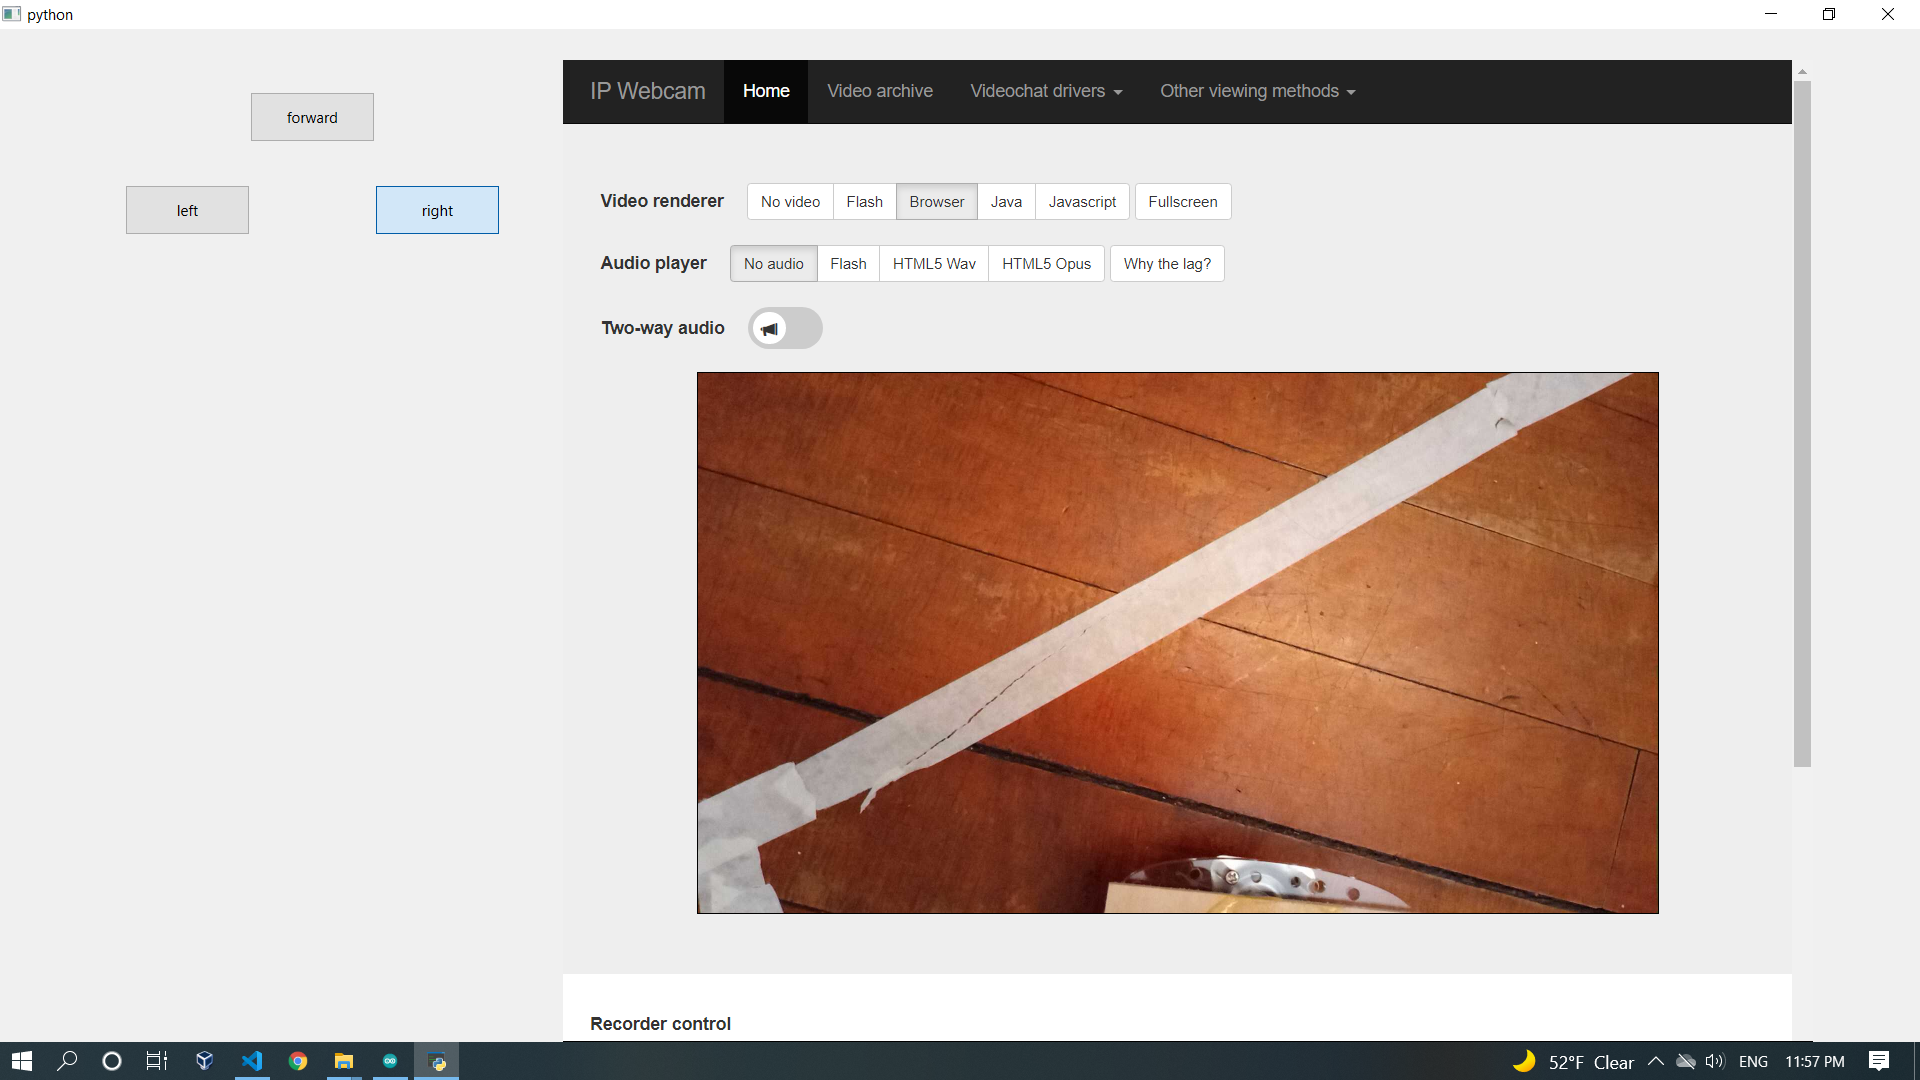 python
forward
left right
IP Webcam Home Video archive Videochat drivers Other viewing methods
Video renderer No video Flash Browser Java Javascript Fullscreen
Audio player No audio Flash HTML5 Wav HTML5 Opus Why the lag?
Two-way audio
Recorder control
52°F Clear ENG 11:57 PM